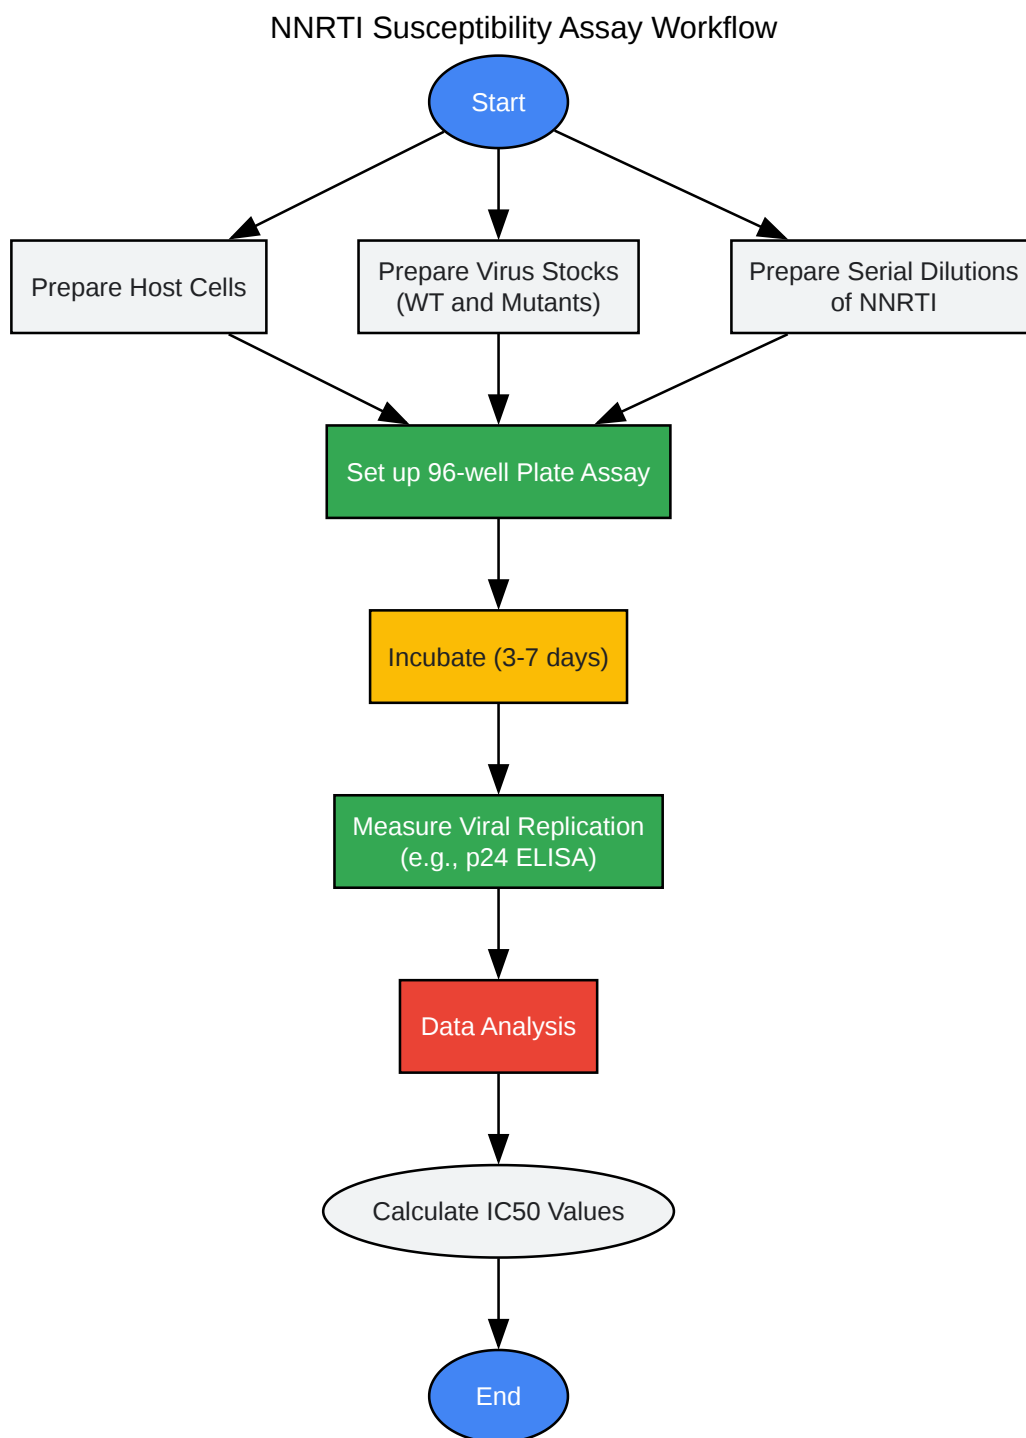 NNRTI Susceptibility Assay Workflow
Start
Prepare Host Cells
Prepare Virus Stocks
(WT and Mutants)
Prepare Serial Dilutions
of NNRTI
Set up 96-well Plate Assay
Incubate (3-7 days)
Measure Viral Replication
(e.g., p24 ELISA)
Data Analysis
Calculate IC50 Values
End